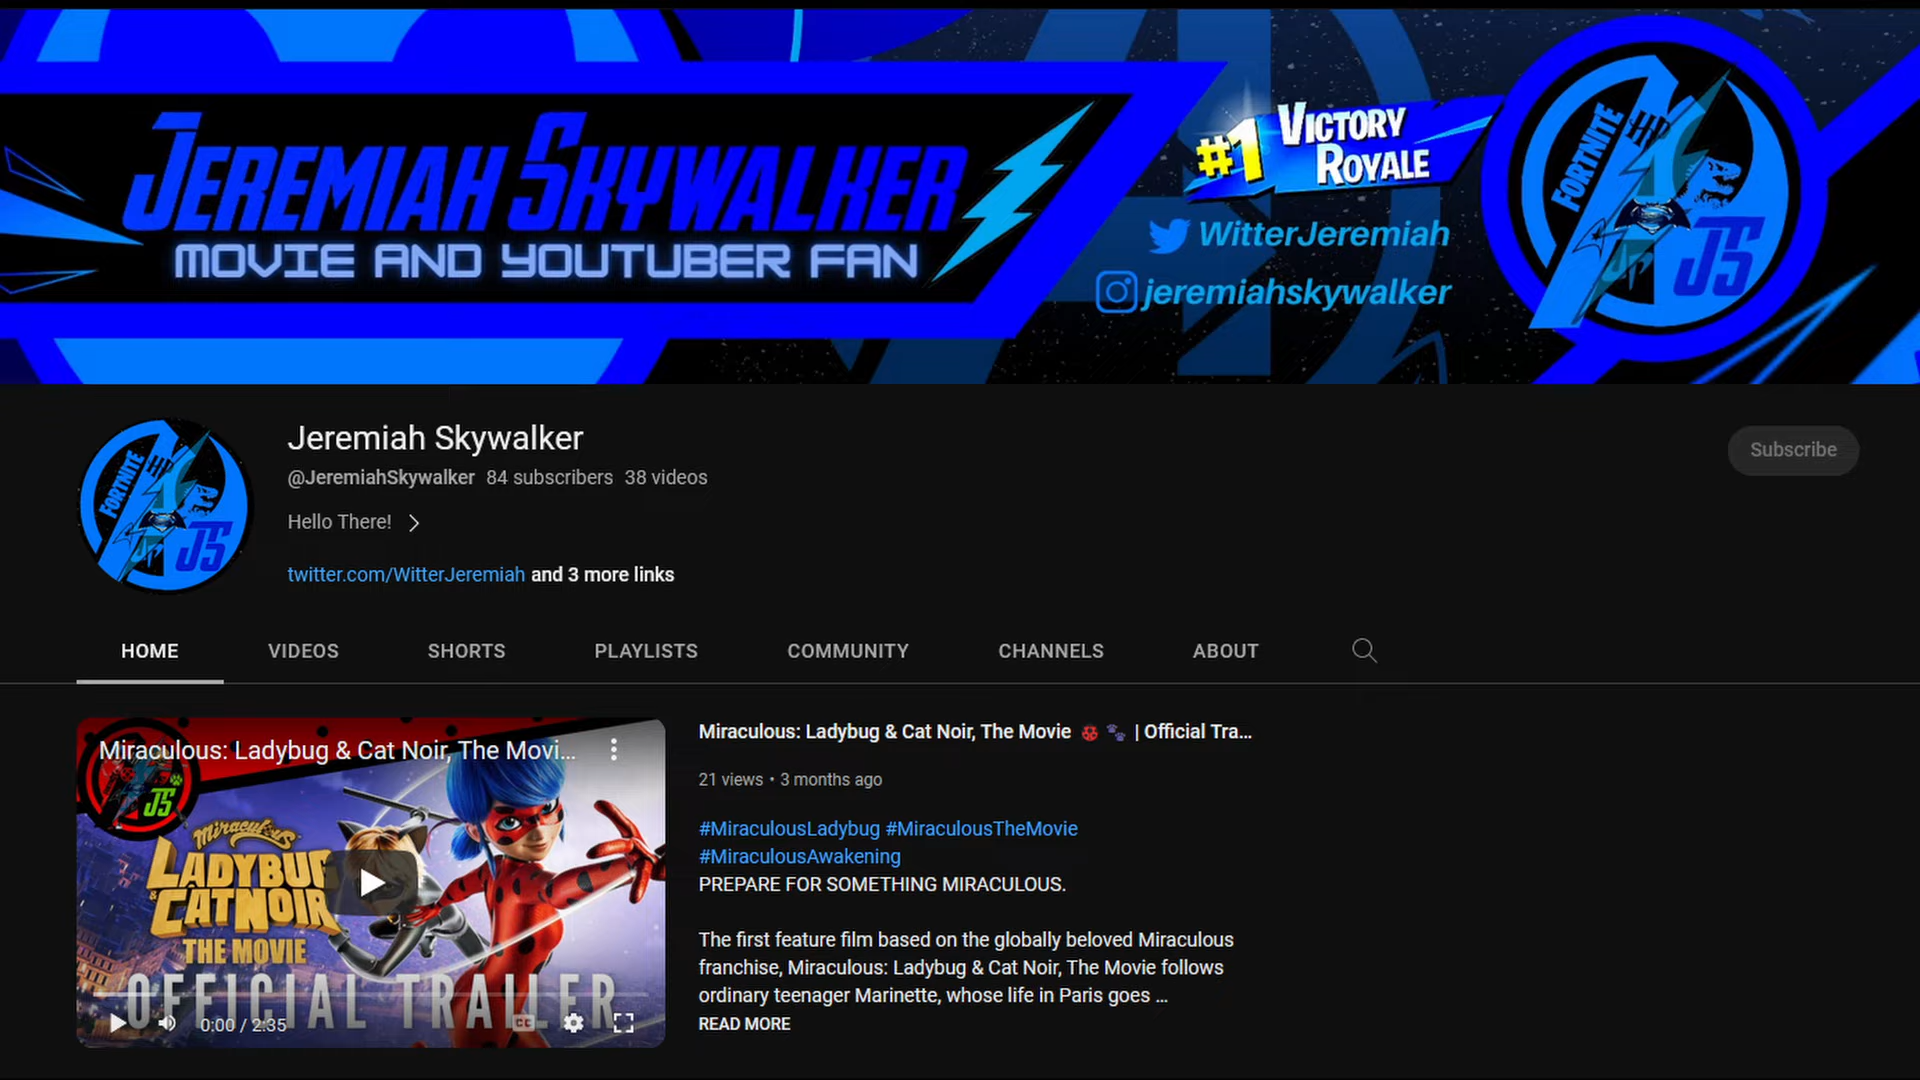 JEREMIAH SKYWALKER
MOVIE AND YOUTUBER FAN
#1 VICTORY
ROYALE
WitterJeremiah
jeremiahskywalker
FORTNITE
JS
Jeremiah Skywalker
@JeremiahSkywalker 84 subscribers 38 videos
Hello There!
twitter.com/WitterJeremiah and 3 more links
Subscribe
FORTNITE
JS
HOME VIDEOS SHORTS PLAYLISTS COMMUNITY CHANNELS ABOUT
Miraculous: Ladybug & Cat Noir, The Movi...
JS
Miraculous
LADYBUG
& CAT NOIR
THE MOVIE
OFFICIAL TRAILER
0:00 / 2:35
CC
Miraculous: Ladybug & Cat Noir, The Movie 🐞 🐾 | Official Tra...
21 views • 3 months ago
#MiraculousLadybug #MiraculousTheMovie
#MiraculousAwakening
PREPARE FOR SOMETHING MIRACULOUS.
The first feature film based on the globally beloved Miraculous
franchise, Miraculous: Ladybug & Cat Noir, The Movie follows
ordinary teenager Marinette, whose life in Paris goes ...
READ MORE